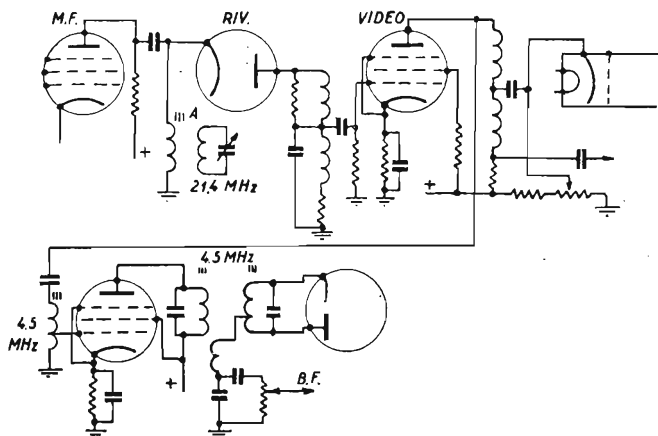 M.F.
RIV.
VIDEO
A
+
21,4 MHz
+
4.5 MHz
4.5
MHz
+
B.F.